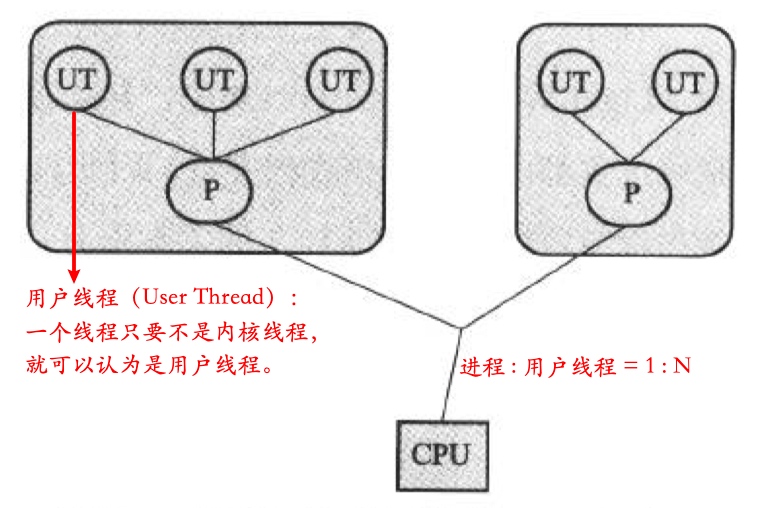 UT UT UT UT UT
P P
用户线程（User Thread）:
一个线程只要不是内核线程，
就可以认为是用户线程。
进程 : 用户线程 = 1 : N
CPU